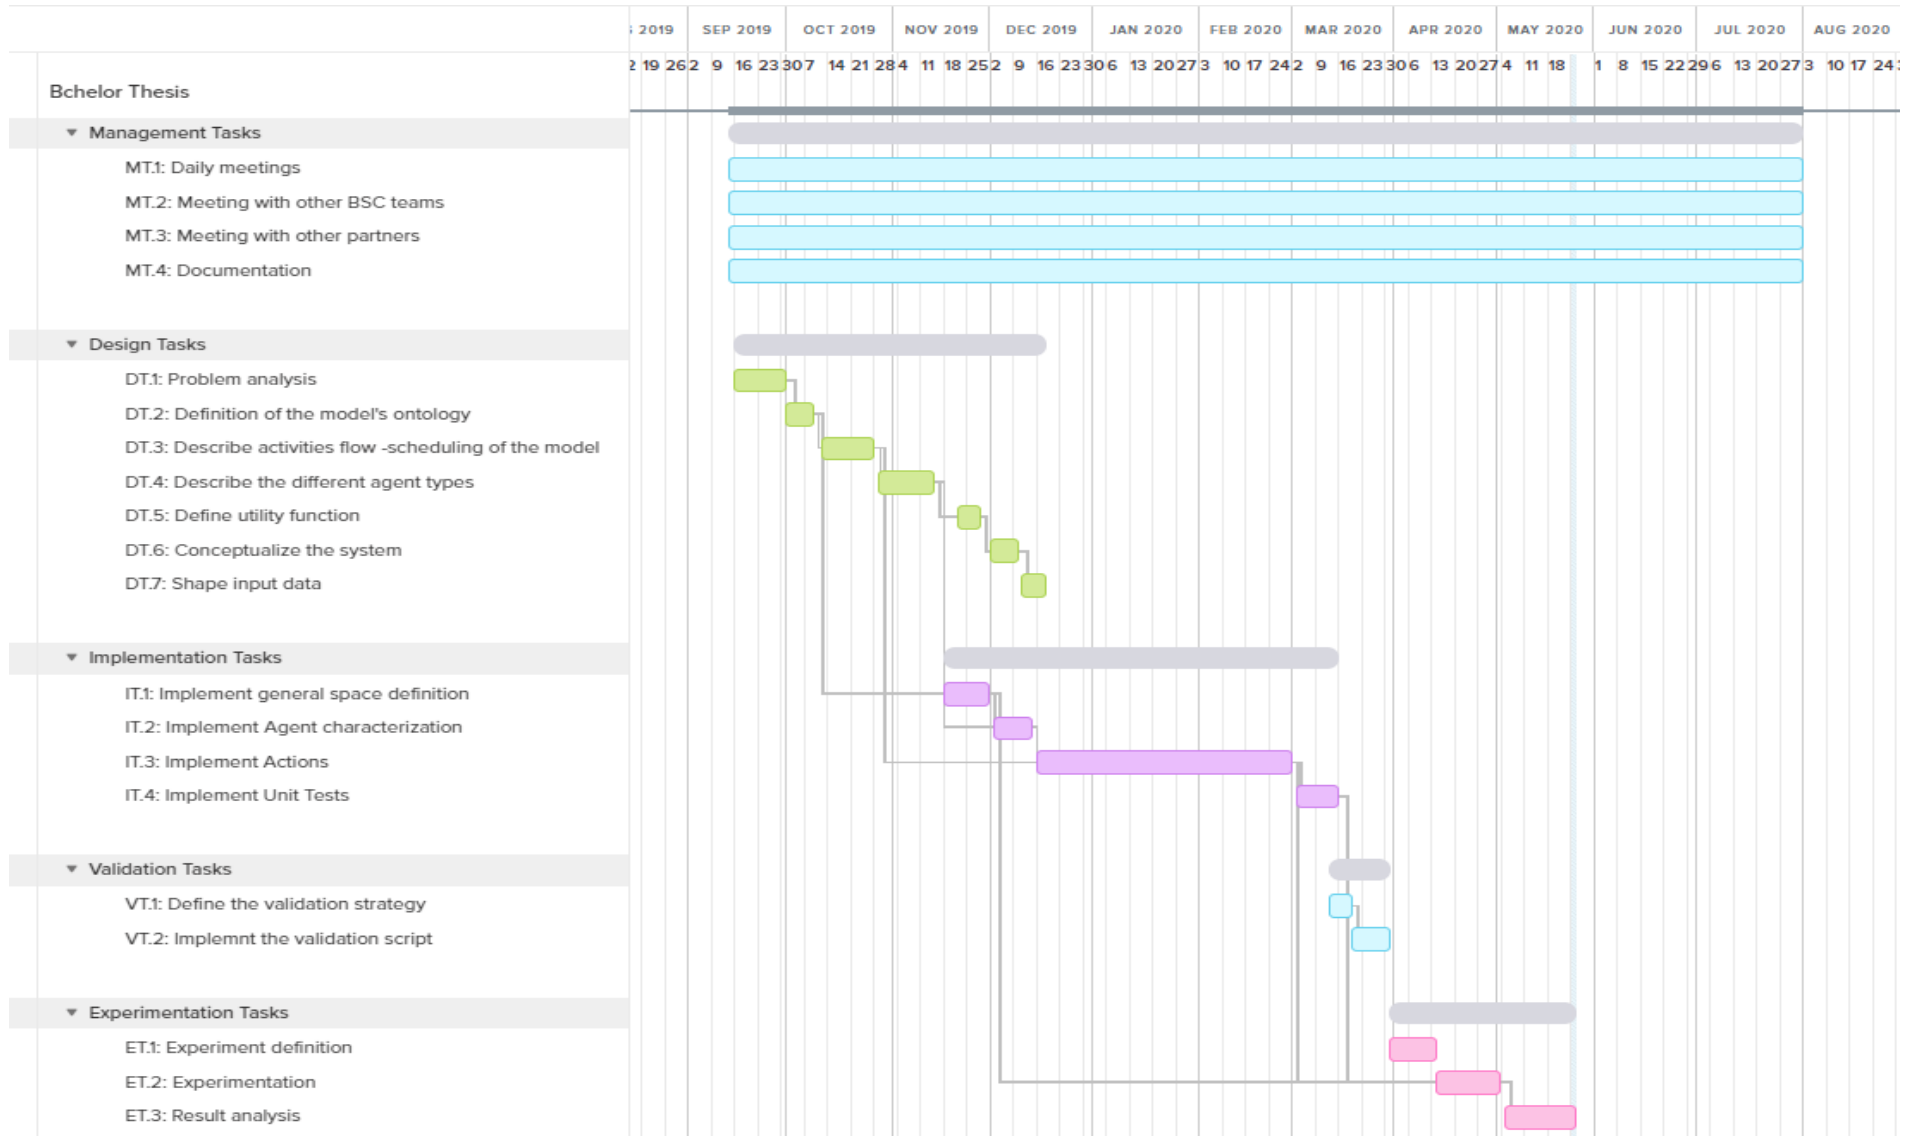 S 2019 SEP 2019 OCT 2019 NOV 2019 DEC 2019 JAN 2020 FEB 2020 MAR 2020 APR 2020 MAY 2020 JUN 2020 JUL 2020 AUG 2020
2 19 26 2 9 16 23 30 7 14 21 28 4 11 18 25 2 9 16 23 30 6 13 20 27 3 10 17 24 2 9 16 23 30 6 13 20 27 4 11 18 1 8 15 22 29 6 13 20 27 3 10 17 24
Bchelor Thesis
Management Tasks
MT.1: Daily meetings
MT.2: Meeting with other BSC teams
MT.3: Meeting with other partners
MT.4: Documentation
Design Tasks
DT.1: Problem analysis
DT.2: Definition of the model's ontology
DT.3: Describe activities flow -scheduling of the model
DT.4: Describe the different agent types
DT.5: Define utility function
DT.6: Conceptualize the system
DT.7: Shape input data
Implementation Tasks
IT.1: Implement general space definition
IT.2: Implement Agent characterization
IT.3: Implement Actions
IT.4: Implement Unit Tests
Validation Tasks
VT.1: Define the validation strategy
VT.2: Implemnt the validation script
Experimentation Tasks
ET.1: Experiment definition
ET.2: Experimentation
ET.3: Result analysis